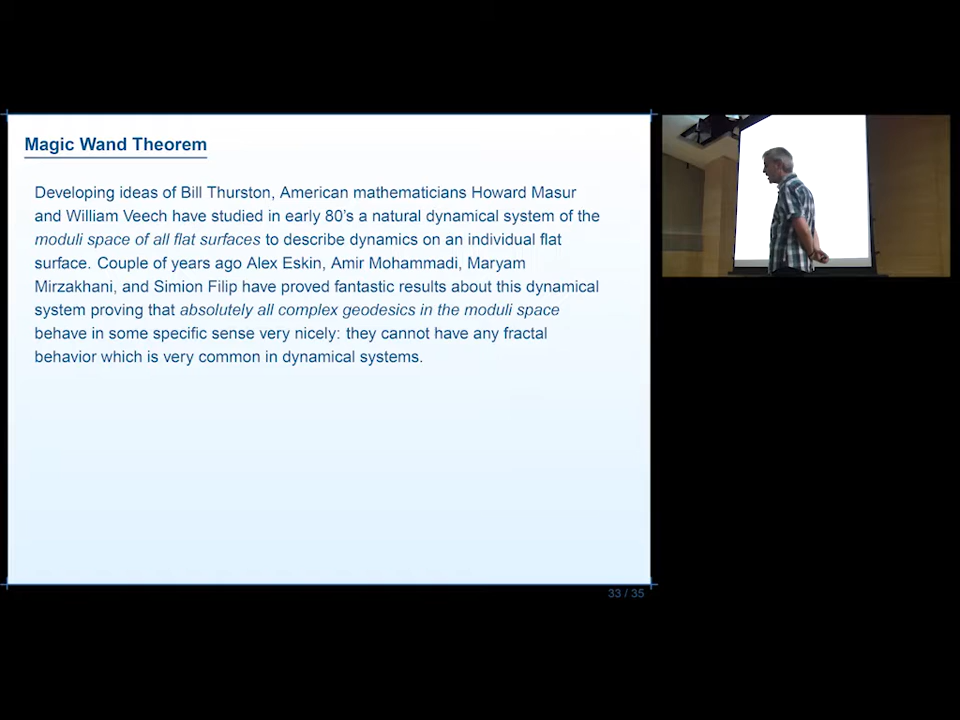 Magic Wand Theorem
Developing ideas of Bill Thurston, American mathematicians Howard Masur
and William Veech have studied in early 80's a natural dynamical system of the
moduli space of all flat surfaces to describe dynamics on an individual flat
surface. Couple of years ago Alex Eskin, Amir Mohammadi, Maryam
Mirzakhani, and Simion Filip have proved fantastic results about this dynamical
system proving that absolutely all complex geodesics in the moduli space
behave in some specific sense very nicely: they cannot have any fractal
behavior which is very common in dynamical systems.
33 / 35